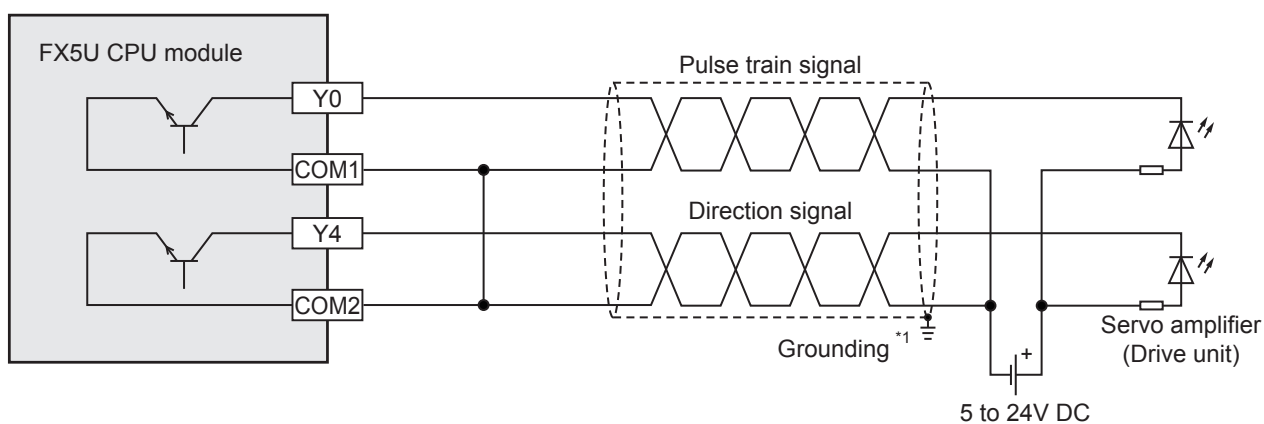 FX5U CPU module
Pulse train signal
Y0
COM1
Direction signal
Y4
COM2
Servo amplifier
(Drive unit)
Grounding *1
+
5 to 24V DC